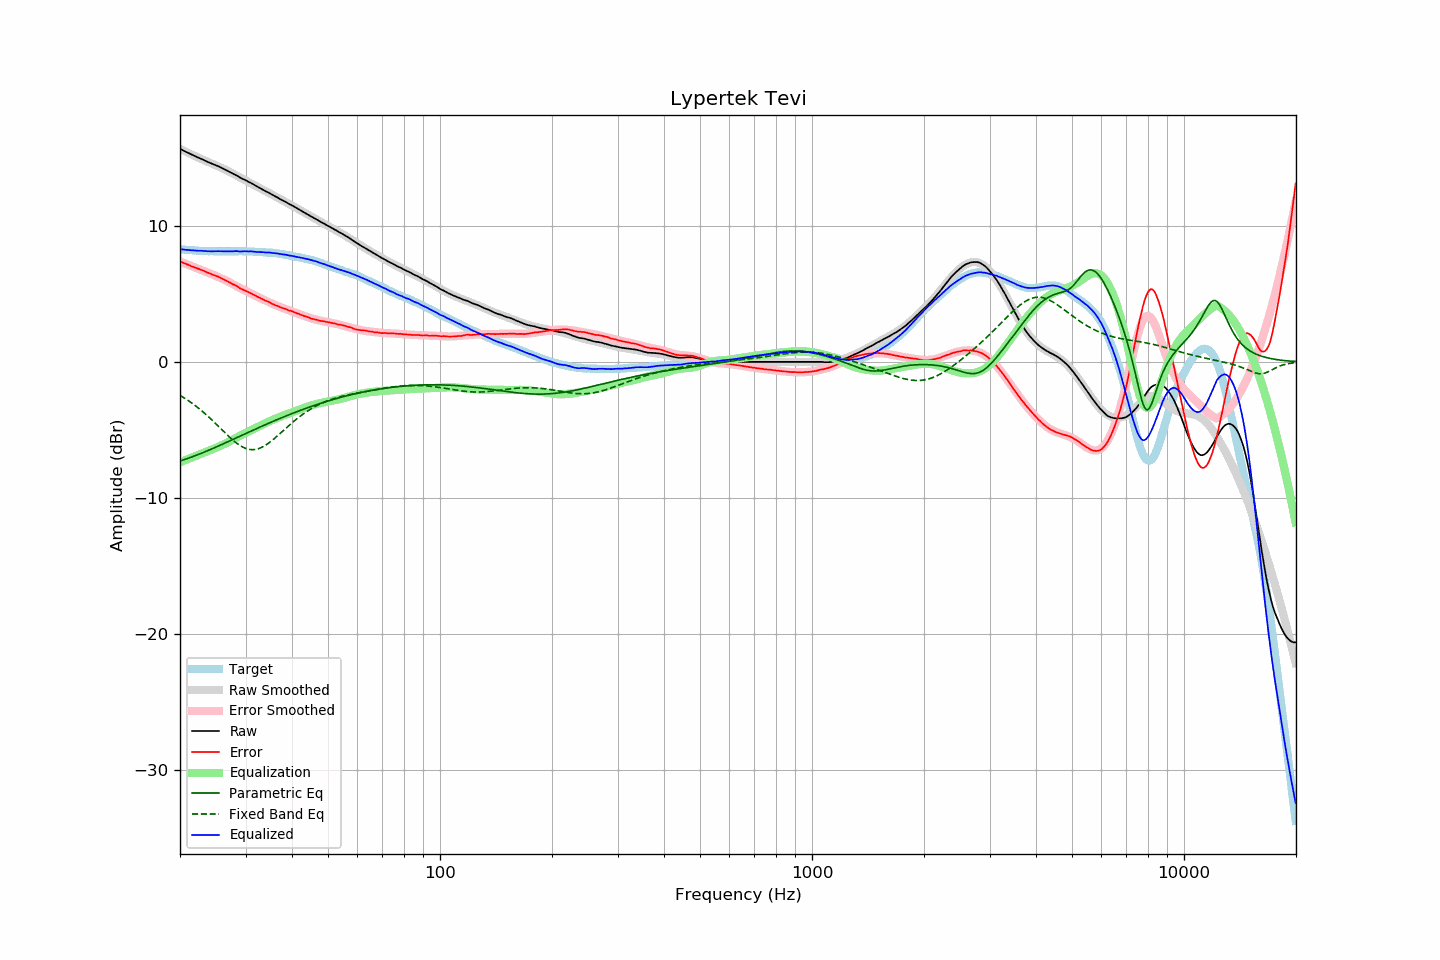 Lypertek Tevi
10
0
−10
−20
−30
Amplitude (dBr)
Target
Raw Smoothed
Error Smoothed
Raw
Error
Equalization
Parametric Eq
Fixed Band Eq
Equalized
100
1000
10000
Frequency (Hz)